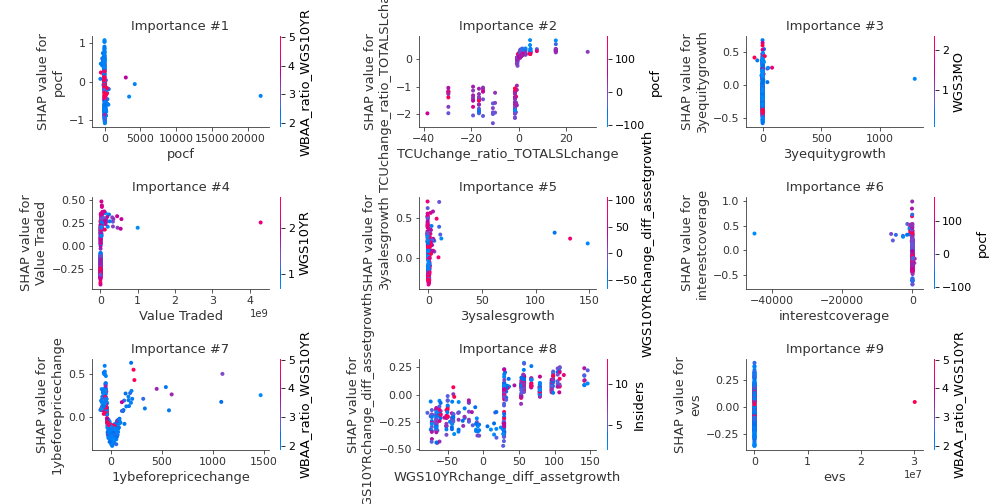 Importance #1
SHAP value for
pocf
1
0
−1
0
5000
10000
15000
20000
pocf
5
4
3
2
WBAA_ratio_WGS10YR
Importance #2
SHAP value for
TCUchange_ratio_TOTALSLcha
0
−1
−2
−40
−20
0
20
TCUchange_ratio_TOTALSLchange
100
0
−100
pocf
Importance #3
SHAP value for
3yequitygrowth
0.5
0.0
−0.5
0
500
1000
3yequitygrowth
2
1
WGS3MO
Importance #4
SHAP value for
Value Traded
0.50
0.25
0.00
−0.25
0
1
2
3
4
1e9
Value Traded
2
1
WGS10YR
Importance #5
SHAP value for
3ysalesgrowth
0.5
0.0
0
50
100
150
3ysalesgrowth
100
50
0
−50
WGS10YRchange_diff_assetgrowth
Importance #6
SHAP value for
interestcoverage
1.0
0.5
0.0
−0.5
−40000
−20000
0
interestcoverage
100
0
−100
pocf
Importance #7
SHAP value for
1ybeforepricechange
0.5
0.0
0
500
1000
1500
1ybeforepricechange
5
4
3
2
WBAA_ratio_WGS10YR
Importance #8
SHAP value for
GS10YRchange_diff_assetgrowth
0.25
0.00
−0.25
−0.50
−50
0
50
100
150
WGS10YRchange_diff_assetgrowth
10
5
Insiders
Importance #9
SHAP value for
evs
0.25
0.00
−0.25
0
1
2
3
1e7
evs
5
4
3
2
WBAA_ratio_WGS10YR